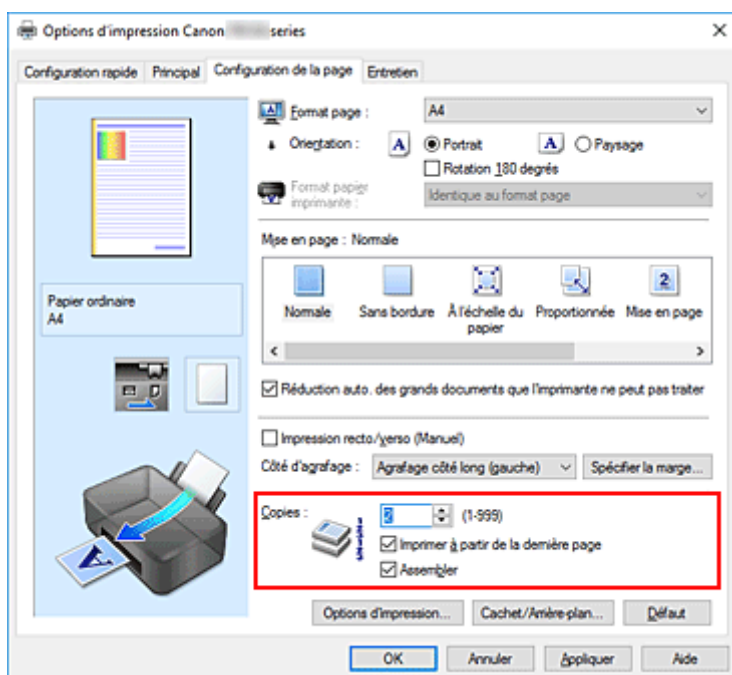 Options d'impression Canon series
Configuration rapide Principal Configuration de la page Entretien
Format page : A4
Orientation : A Portrait A Paysage
Rotation 180 degrés
Format papier imprimante : Identique au format page
Mise en page : Normale
2
Normale Sans bordure À l'échelle du papier Proportionnée Mise en page
Papier ordinaire
A4
Réduction auto. des grands documents que l'imprimante ne peut pas traiter
Impression recto/verso (Manuel)
Côté d'agrafage : Agrafage côté long (gauche) Spécifier la marge...
Copies : 2 (1-999)
Imprimer à partir de la dernière page
Assembler
A
Options d'impression... Cachet/Arrière-plan... Défaut
OK Annuler Appliquer Aide